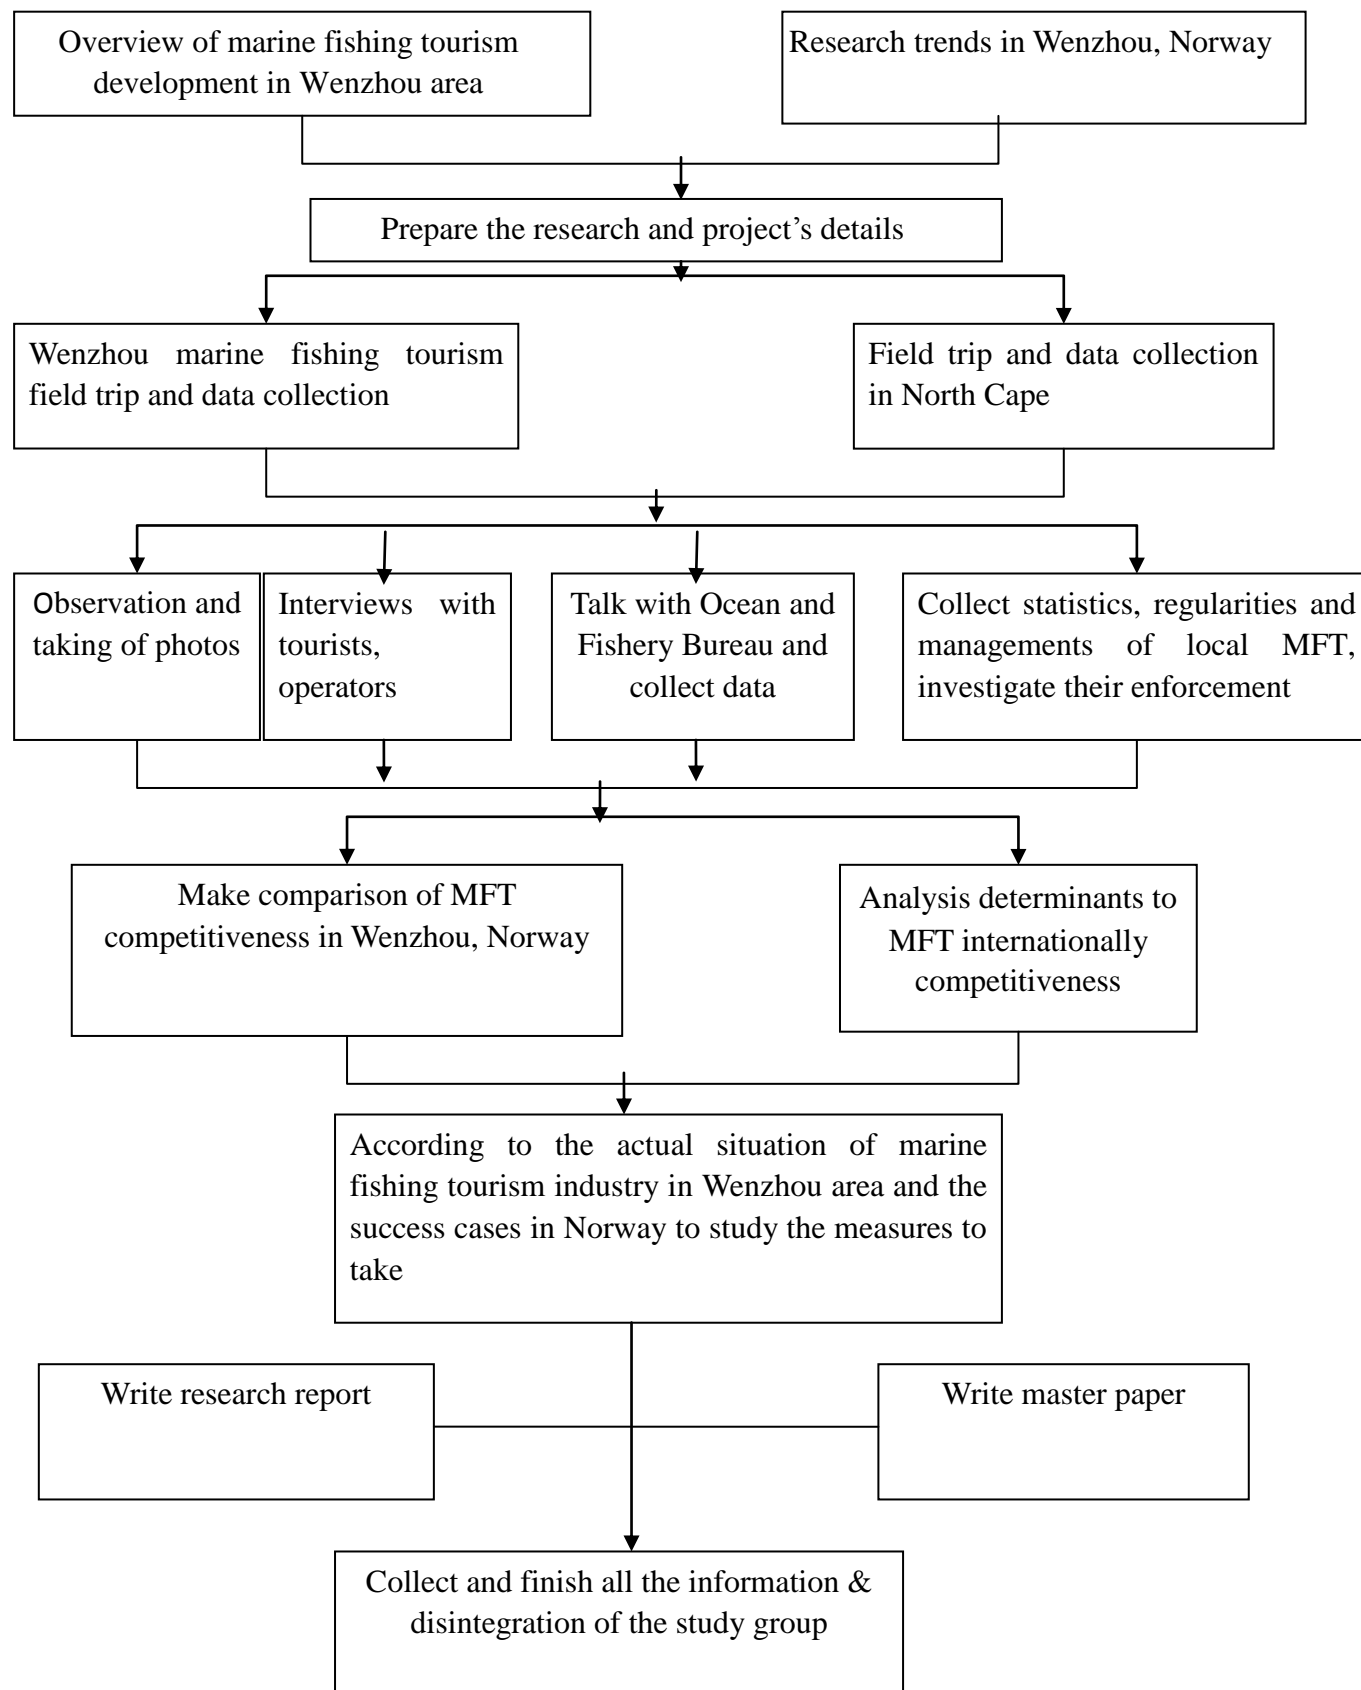 Overview of marine fishing tourism
development in Wenzhou area
Research trends in Wenzhou, Norway
Prepare the research and project’s details
Wenzhou marine fishing tourism
field trip and data collection
Field trip and data collection
in North Cape
Observation and
taking of photos
Interviews with
tourists,
operators
Talk with Ocean and
Fishery Bureau and
collect data
Collect statistics, regularities and
managements of local MFT,
investigate their enforcement
Make comparison of MFT
competitiveness in Wenzhou, Norway
Analysis determinants to
MFT internationally
competitiveness
According to the actual situation of marine
fishing tourism industry in Wenzhou area and the
success cases in Norway to study the measures to
take
Write research report
Write master paper
Collect and finish all the information &
disintegration of the study group